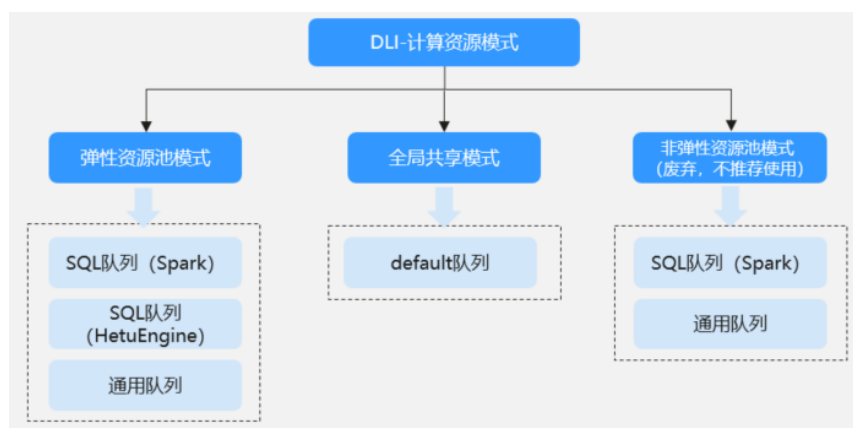 DLI-计算资源模式
弹性资源池模式
全局共享模式
非弹性资源池模式
（废弃，不推荐使用）
SQL队列（Spark）
SQL队列
（HetuEngine）
通用队列
default队列
SQL队列（Spark）
通用队列